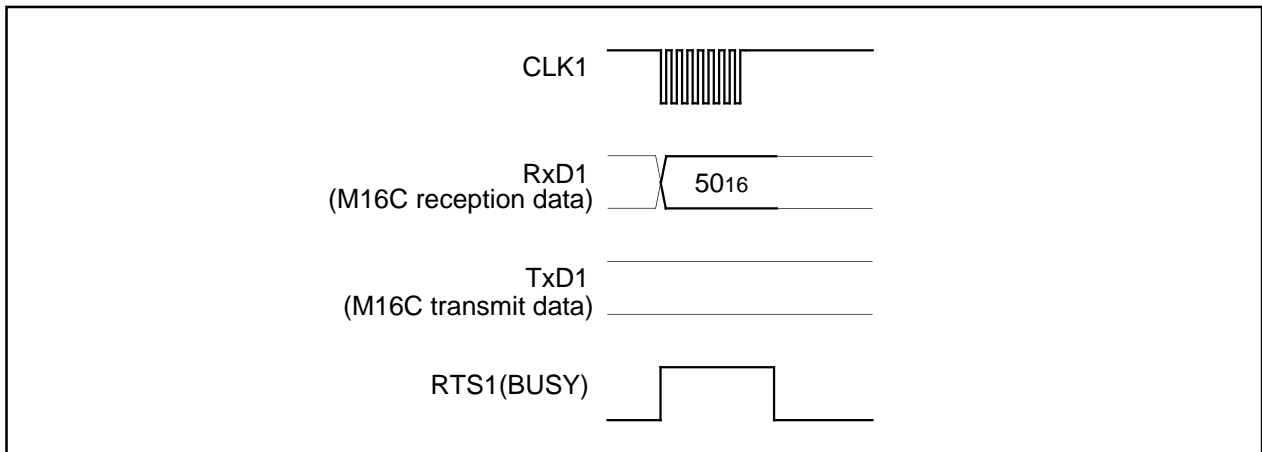 CLK1
RxD1
(M16C reception data)
5016
TxD1
(M16C transmit data)
RTS1(BUSY)